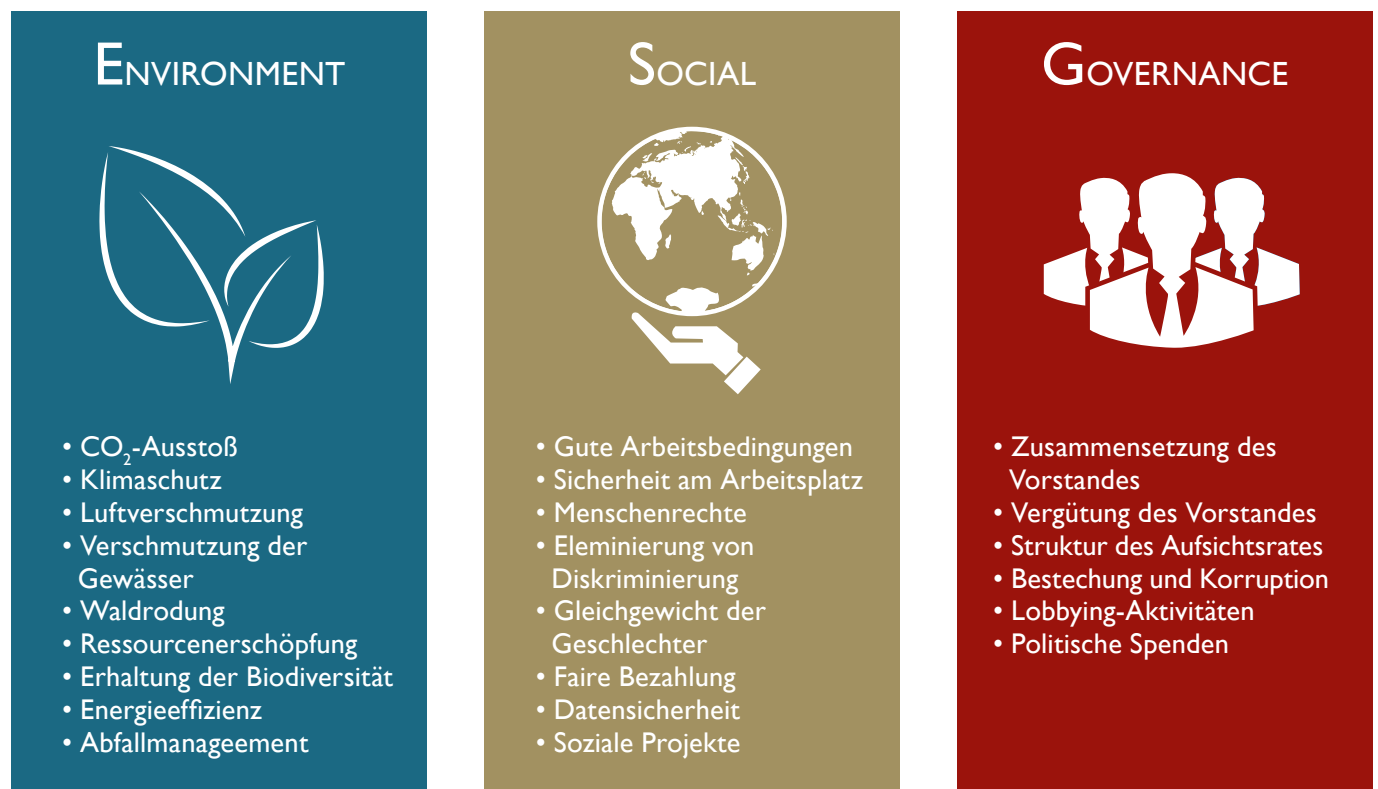 ENVIRONMENT
• CO₂-Ausstoß
• Klimaschutz
• Luftverschmutzung
• Verschmutzung der
Gewässer
• Waldrodung
• Ressourcenerschöpfung
• Erhaltung der Biodiversität
• Energieeffizienz
• Abfallmanageement
SOCIAL
• Gute Arbeitsbedingungen
• Sicherheit am Arbeitsplatz
• Menschenrechte
• Eleminierung von
Diskriminierung
• Gleichgewicht der
Geschlechter
• Faire Bezahlung
• Datensicherheit
• Soziale Projekte
GOVERNANCE
• Zusammensetzung des
Vorstandes
• Vergütung des Vorstandes
• Struktur des Aufsichtsrates
• Bestechung und Korruption
• Lobbying-Aktivitäten
• Politische Spenden